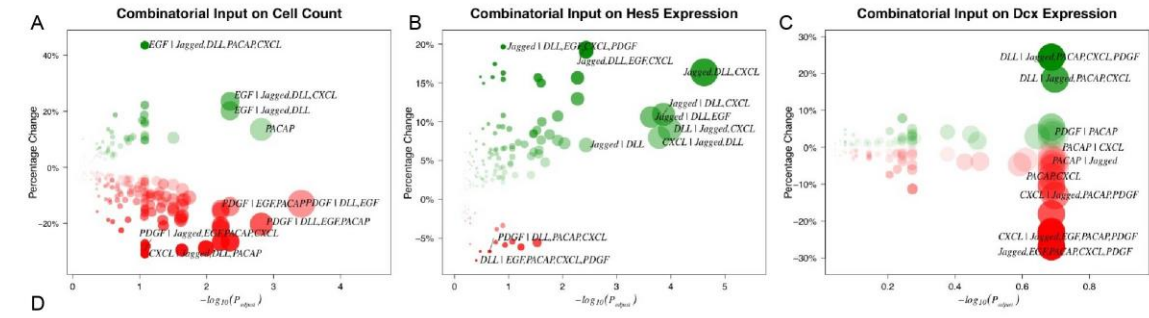 A
Combinatorial Input on Cell Count
40%
20%
0%
−20%
Percentage Change
EGF | Jagged,DLL,PACAP,CXCL
EGF | Jagged,DLL,CXCL
EGF | Jagged,DLL
PACAP
PDGF | EGF,PACAP
PDGF | DLL,EGF
PDGF | DLL,EGF,PACAP
PDGF | Jagged,EGF,PACAP,CXCL
CXCL | Jagged,DLL,PACAP
0 1 2 3 4
B
Combinatorial Input on Hes5 Expression
20%
15%
10%
5%
0%
−5%
Percentage Change
Jagged | DLL,EGF,CXCL,PDGF
Jagged,DLL,EGF,CXCL
Jagged,DLL,CXCL
Jagged | DLL,CXCL
Jagged | DLL,EGF
DLL | Jagged,CXCL
CXCL | Jagged,DLL
Jagged | DLL
PDGF | DLL,PACAP,CXCL
DLL | EGF,PACAP,CXCL,PDGF
0 1 2 3 4 5
C
Combinatorial Input on Dcx Expression
30%
20%
10%
0%
−10%
−20%
−30%
Percentage Change
DLL | Jagged,PACAP,CXCL,PDGF
DLL | Jagged,PACAP,CXCL
PDGF | PACAP
PACAP | CXCL
PACAP | Jagged
PACAP,CXCL
CXCL | Jagged,PACAP,PDGF
CXCL | Jagged,EGF,PACAP,PDGF
Jagged,EGF,PACAP,CXCL,PDGF
0.2 0.4 0.6 0.8
D